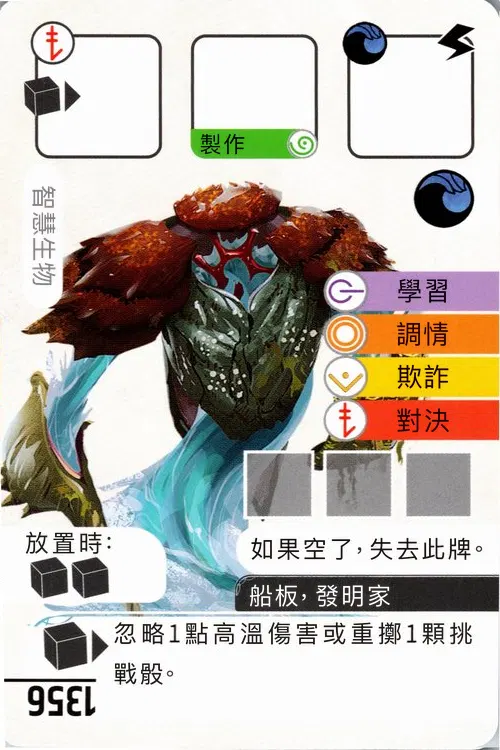 製作
智慧生物
學習
調情
欺詐
對決
放置時:
如果空了,失去此牌。
船板,發明家
忽略1點高溫傷害或重擲1顆挑
戰骰。
1356